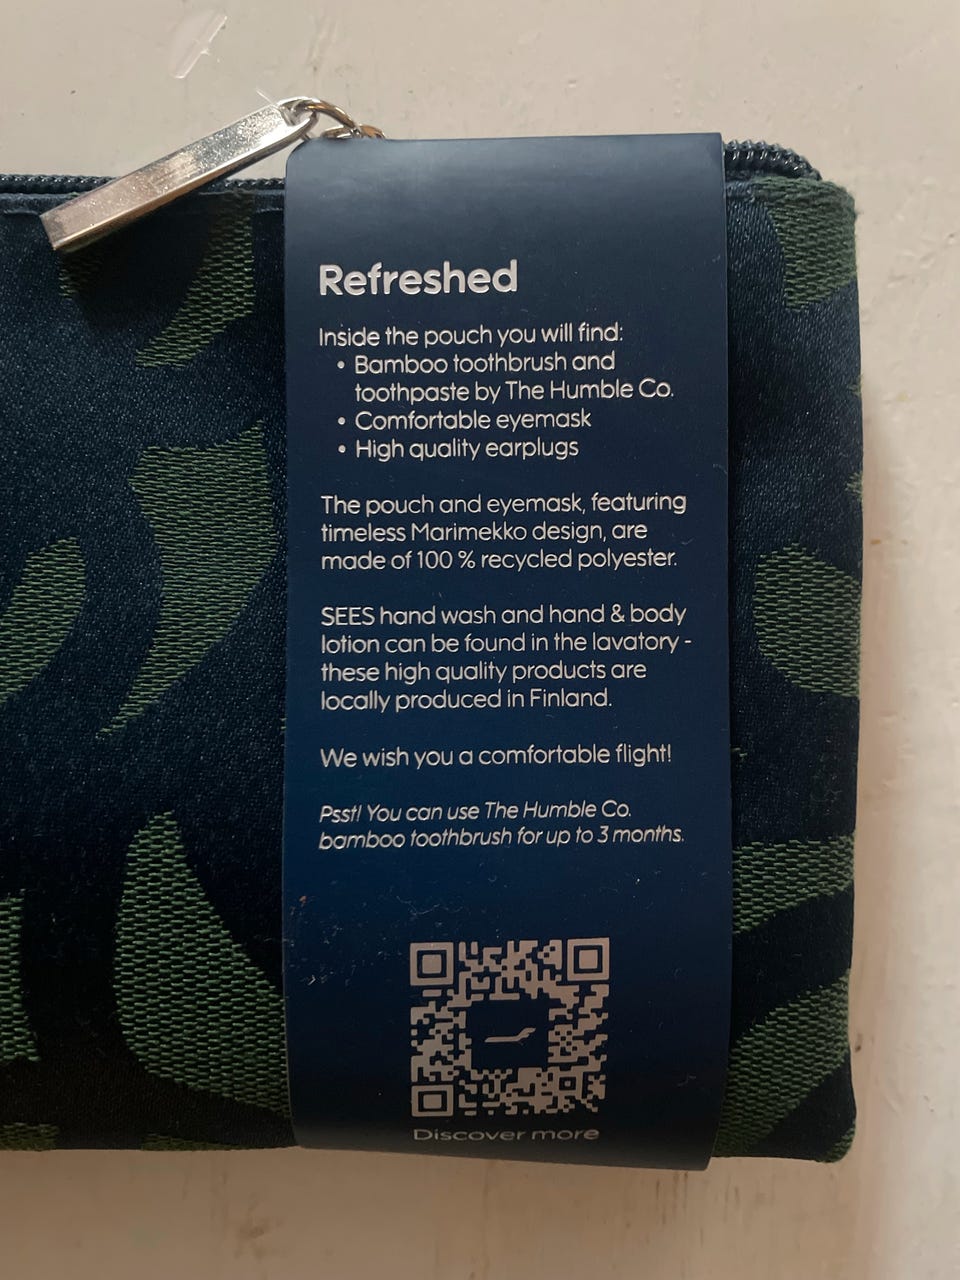 Refreshed
Inside the pouch you will find:
• Bamboo toothbrush and
toothpaste by The Humble Co.
• Comfortable eyemask
• High quality earplugs
The pouch and eyemask, featuring
timeless Marimekko design, are
made of 100 % recycled polyester.
SEES hand wash and hand & body
lotion can be found in the lavatory -
these high quality products are
locally produced in Finland.
We wish you a comfortable flight!
Psst! You can use The Humble Co.
bamboo toothbrush for up to 3 months.
Discover more